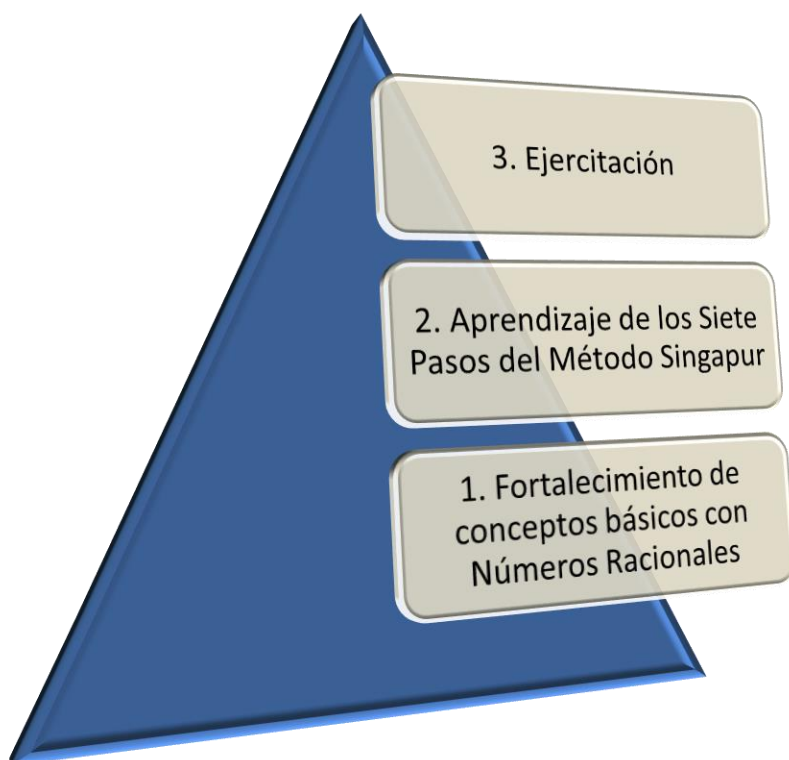 3. Ejercitación
2. Aprendizaje de los Siete
Pasos del Método Singapur
1. Fortalecimiento de
conceptos básicos con
Números Racionales